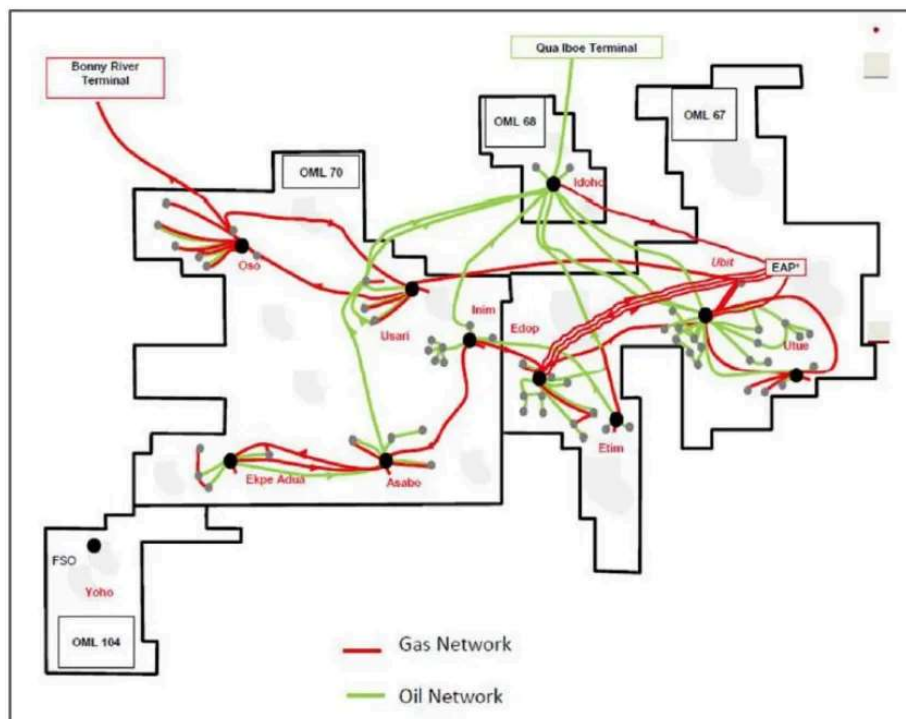 Bonny River
Terminal
Qua Iboe Terminal
OML 68
OML 67
OML 70
Idoho
Oso
Ubit
EAP*
Usari
Inim
Edop
Utue
Etim
Ekpe Adua
Asabo
FSO
Yoho
OML 104
Gas Network
Oil Network